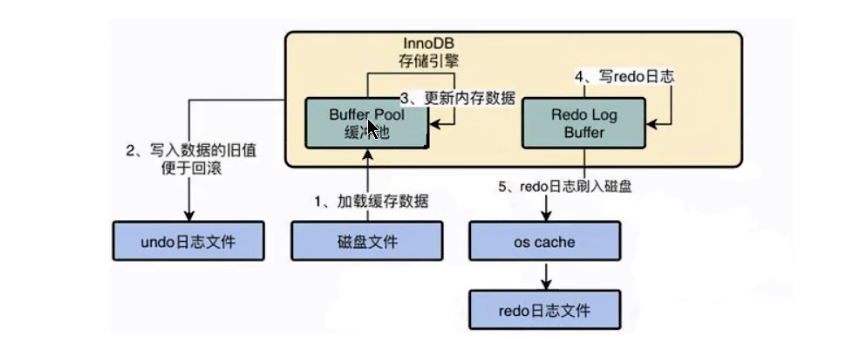 InnoDB
存储引擎
4、写redo日志
3、更新内存数据
Buffer Pool
缓冲池
Redo Log
Buffer
2、写入数据的旧值
便于回滚
5、redo日志刷入磁盘
1、加载缓存数据
undo日志文件
磁盘文件
os cache
redo日志文件